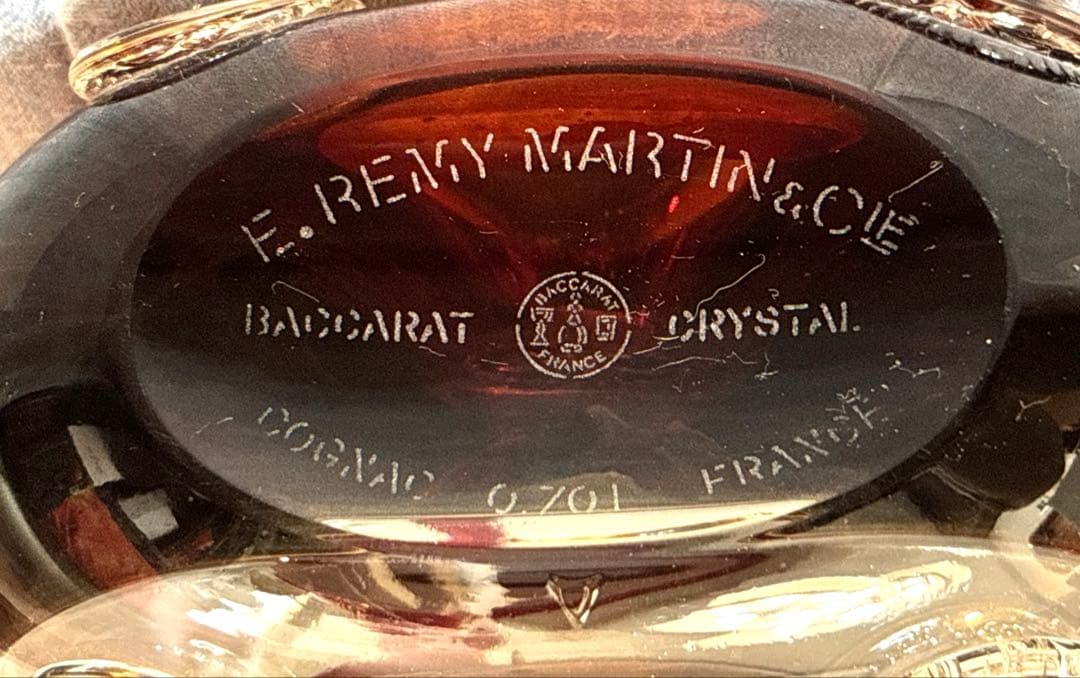 E. REMY MARTIN & CIE
BACCARAT CRYSTAL
BACCARAT
FRANCE
COGNAC 0.70 l FRANCE